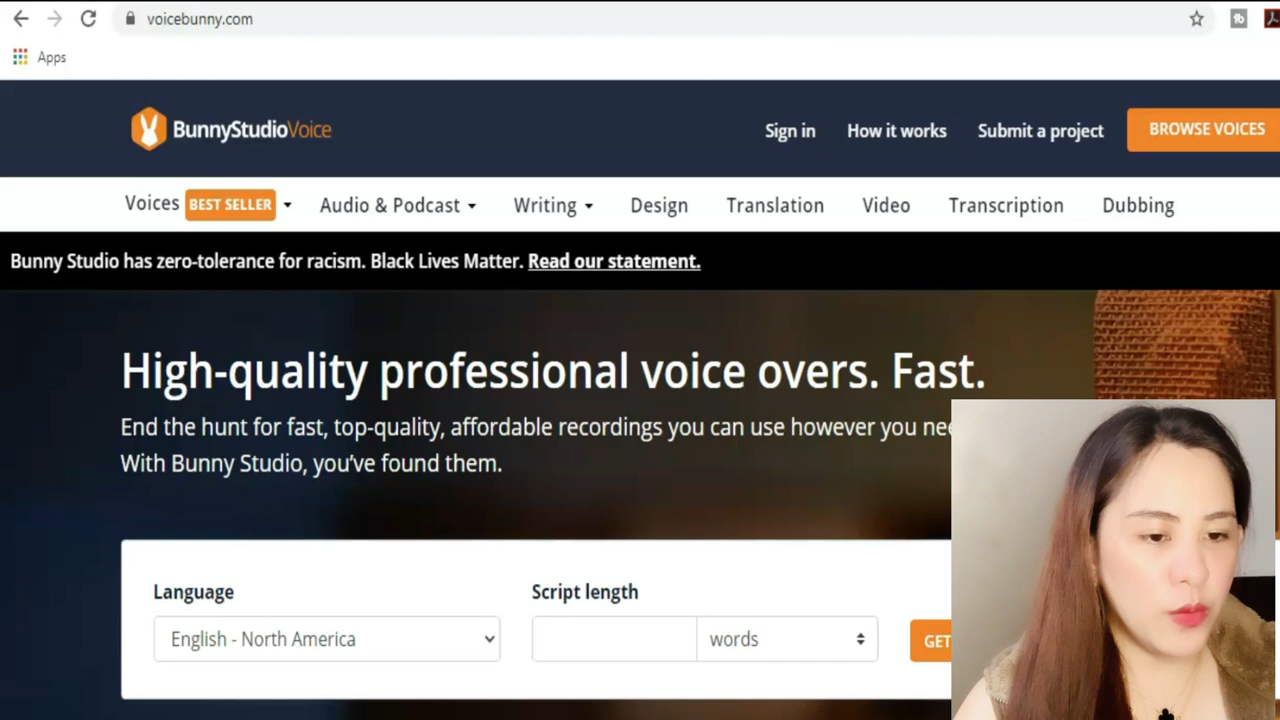 voicebunny.com
Apps
BunnyStudioVoice
Sign in
How it works
Submit a project
BROWSE VOICES
Voices BEST SELLER
Audio & Podcast
Writing
Design
Translation
Video
Transcription
Dubbing
Bunny Studio has zero-tolerance for racism. Black Lives Matter. Read our statement.
High-quality professional voice overs. Fast.
End the hunt for fast, top-quality, affordable recordings you can use however you
With Bunny Studio, you've found them.
Language
Script length
English - North America
words
GET